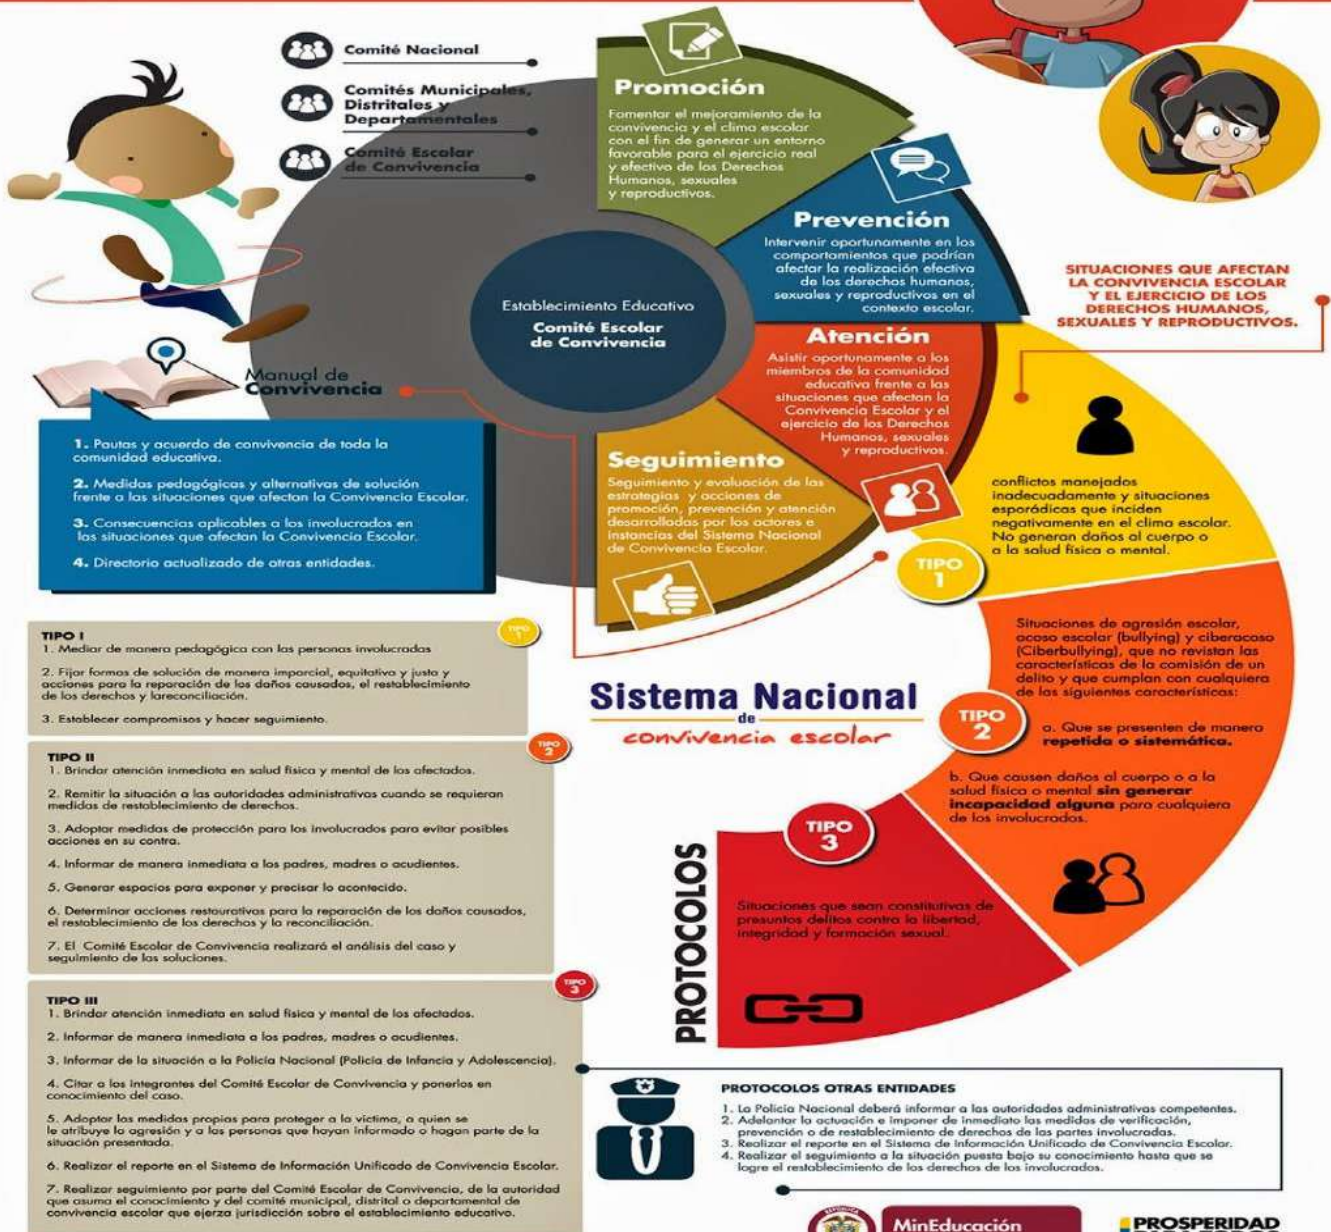 Comité Nacional
Comités Municipales,
Distritales y
Departamentales
Comité Escolar
de Convivencia
Promoción
Fomentar el mejoramiento de la
convivencia y el clima escolar
con el fin de generar un entorno
favorable para el ejercicio real
y efectivo de los Derechos
Humanos, sexuales
y reproductivos.
Prevención
Intervenir oportunamente en los
comportamientos que podrían
afectar la realización efectiva
de los derechos humanos,
sexuales y reproductivos en el
contexto escolar.
Establecimiento Educativo
Comité Escolar
de Convivencia
Atención
Asistir oportunamente a los
miembros de la comunidad
educativa frente a las
situaciones que afectan la
Convivencia Escolar y el
ejercicio de los Derechos
Humanos, sexuales
y reproductivos.
Seguimiento
Seguimiento y evaluación de las
estrategias y acciones de
promoción, prevención y atención
desarrolladas por los actores e
instancias del Sistema Nacional
de Convivencia Escolar.
SITUACIONES QUE AFECTAN
LA CONVIVENCIA ESCOLAR
Y EL EJERCICIO DE LOS
DERECHOS HUMANOS,
SEXUALES Y REPRODUCTIVOS.
Manual de
Convivencia
1. Pautas y acuerdo de convivencia de toda la
comunidad educativa.
2. Medidas pedagógicas y alternativas de solución
frente a las situaciones que afectan la Convivencia Escolar.
3. Consecuencias aplicables a los involucrados en
las situaciones que afectan la Convivencia Escolar.
4. Directorio actualizado de otras entidades.
conflictos manejados
inadecuadamente y situaciones
esporádicas que inciden
negativamente en el clima escolar.
No generan daños al cuerpo o
a la salud física o mental.
TIPO
1
Situaciones de agresión escolar,
acoso escolar (bullying) y ciberacoso
(Ciberbullying), que no revistan las
características de la comisión de un
delito y que cumplan con cualquiera
de las siguientes características:
a. Que se presenten de manera
repetida o sistemática.
b. Que causen daños al cuerpo o a la
salud física o mental sin generar
incapacidad alguna para cualquiera
de los involucrados.
TIPO
2
TIPO
3
Situaciones que sean constitutivas de
presuntos delitos contra la libertad,
integridad y formación sexual.
PROTOCOLOS
Sistema Nacional
de
convivencia escolar
TIPO
1
TIPO I
1. Mediar de manera pedagógica con las personas involucradas
2. Fijar formas de solución de manera imparcial, equitativa y justa y
acciones para la reparación de los daños causados, el restablecimiento
de los derechos y lareconciliación.
3. Establecer compromisos y hacer seguimiento.
TIPO
2
TIPO II
1. Brindar atención inmediata en salud física y mental de los afectados.
2. Remitir la situación a las autoridades administrativas cuando se requieran
medidas de restablecimiento de derechos.
3. Adoptar medidas de protección para los involucrados para evitar posibles
acciones en su contra.
4. Informar de manera inmediata a los padres, madres o acudientes.
5. Generar espacios para exponer y precisar lo acontecido.
6. Determinar acciones restaurativas para la reparación de los daños causados,
el restablecimiento de los derechos y la reconciliación.
7. El Comité Escolar de Convivencia realizará el análisis del caso y
seguimiento de las soluciones.
TIPO
3
TIPO III
1. Brindar atención inmediata en salud física y mental de los afectados.
2. Informar de manera inmediata a los padres, madres o acudientes.
3. Informar de la situación a la Policía Nacional (Policía de Infancia y Adolescencia).
4. Citar a los integrantes del Comité Escolar de Convivencia y ponerlos en
conocimiento del caso.
5. Adoptar las medidas propias para proteger a la víctima, a quien se
le atribuye la agresión y a las personas que hayan informado o hagan parte de la
situación presentada.
6. Realizar el reporte en el Sistema de Información Unificado de Convivencia Escolar.
7. Realizar seguimiento por parte del Comité Escolar de Convivencia, de la autoridad
que asuma el conocimiento y del comité municipal, distrital o departamental de
convivencia escolar que ejerza jurisdicción sobre el establecimiento educativo.
PROTOCOLOS OTRAS ENTIDADES
1. La Policía Nacional deberá informar a las autoridades administrativas competentes.
2. Adelantar la actuación e imponer de inmediato las medidas de verificación,
prevención o de restablecimiento de derechos de las partes involucradas.
3. Realizar el reporte en el Sistema de Información Unificado de Convivencia Escolar.
4. Realizar el seguimiento a la situación puesta bajo su conocimiento hasta que se
logre el restablecimiento de los derechos de los involucrados.
MinEducación
PROSPERIDAD